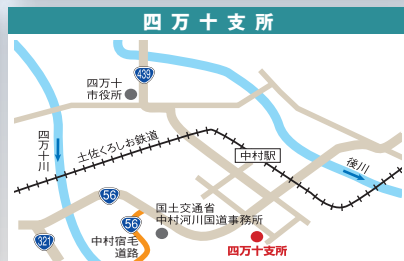 四万十支所
439
四万十
市役所
四万十川
土佐くろしお鉄道
中村駅
後川
56
56
国土交通省
中村河川国道事務所
321
中村宿毛
道路
四万十支所